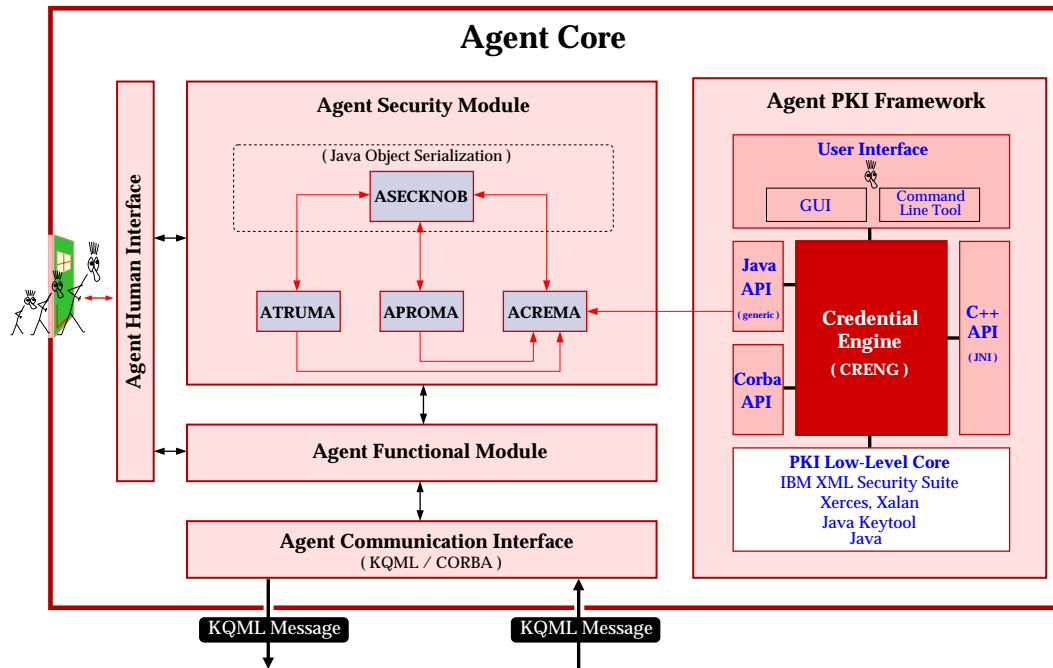 Agent Core
Agent Human Interface
Agent Security Module
( Java Object Serialization )
ASECKNOB
ATRUMA
APROMA
ACREMA
Agent Functional Module
Agent Communication Interface
( KQML / CORBA )
KQML Message
KQML Message
Agent PKI Framework
User Interface
GUI
Command
Line Tool
Java
API
( generic )
Corba
API
Credential
Engine
( CRENG )
C++
API
( JNI )
PKI Low-Level Core
IBM XML Security Suite
Xerces, Xalan
Java Keytool
Java